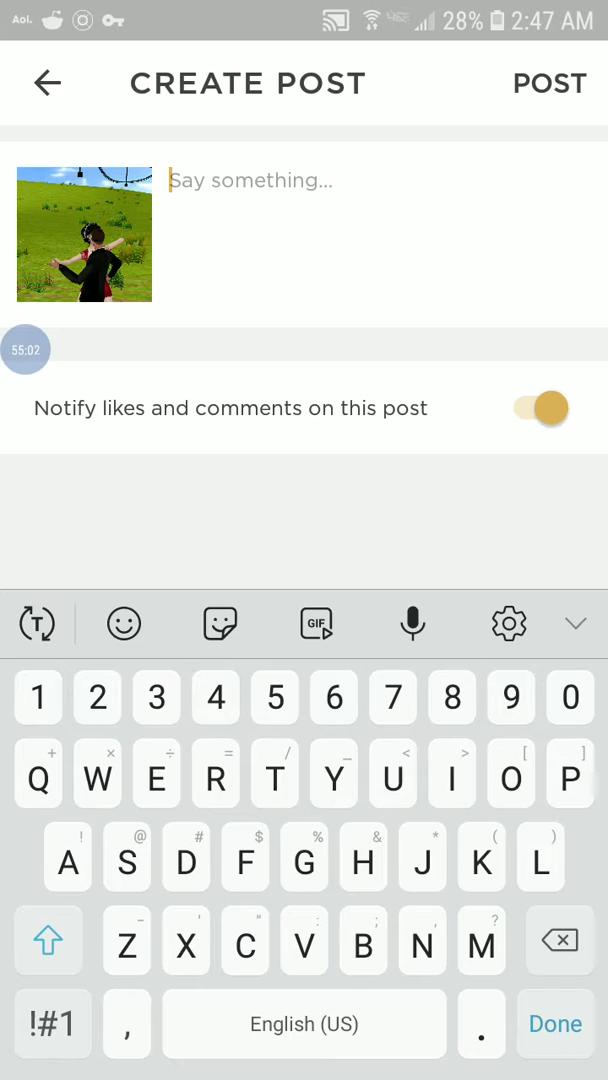 Aol. 28% 2:47 AM
CREATE POST POST
Say something...
55:02
Notify likes and comments on this post
T GIF
1 2 3 4 5 6 7 8 9 0
+ × ÷ = / _ < > [ ]
Q W E R T Y U I O P
! @ # $ % & * ( )
A S D F G H J K L
- ' " : ; , ?
Z X C V B N M
!#1 , English (US) . Done